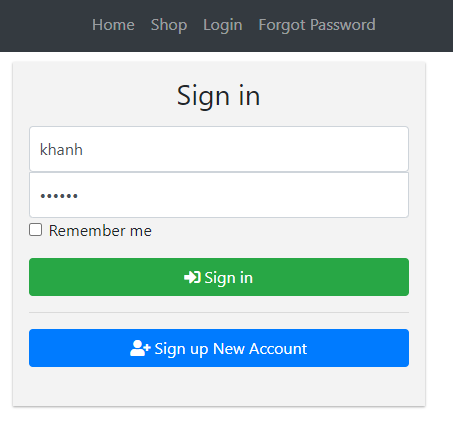 Home Shop Login Forgot Password
Sign in
khanh
••••••
Remember me
Sign in
Sign up New Account